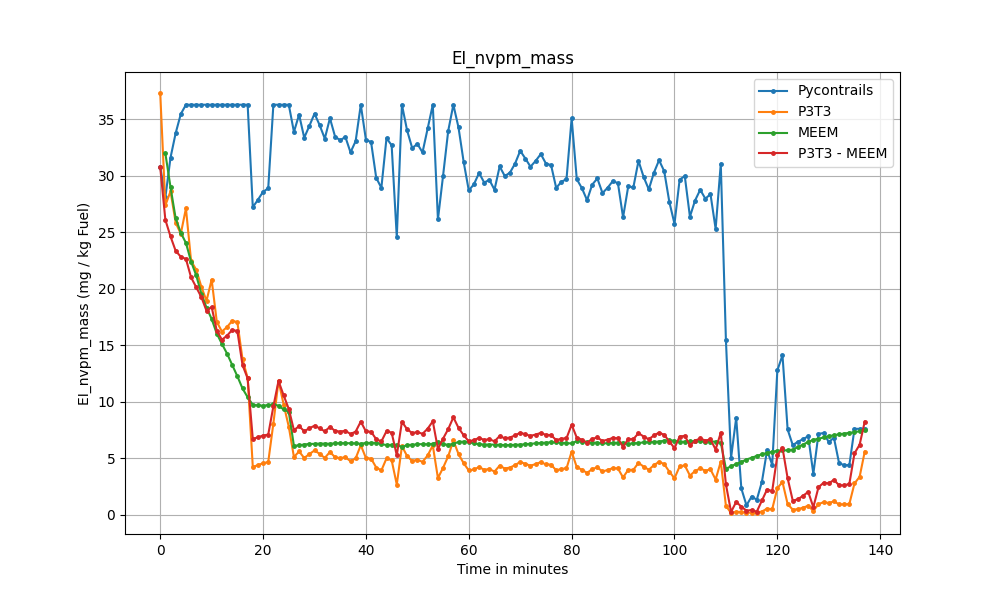 EI_nvpm_mass
Pycontrails
P3T3
MEEM
P3T3 - MEEM
EI_nvpm_mass (mg / kg Fuel)
35
30
25
20
15
10
5
0
0 20 40 60 80 100 120 140
Time in minutes